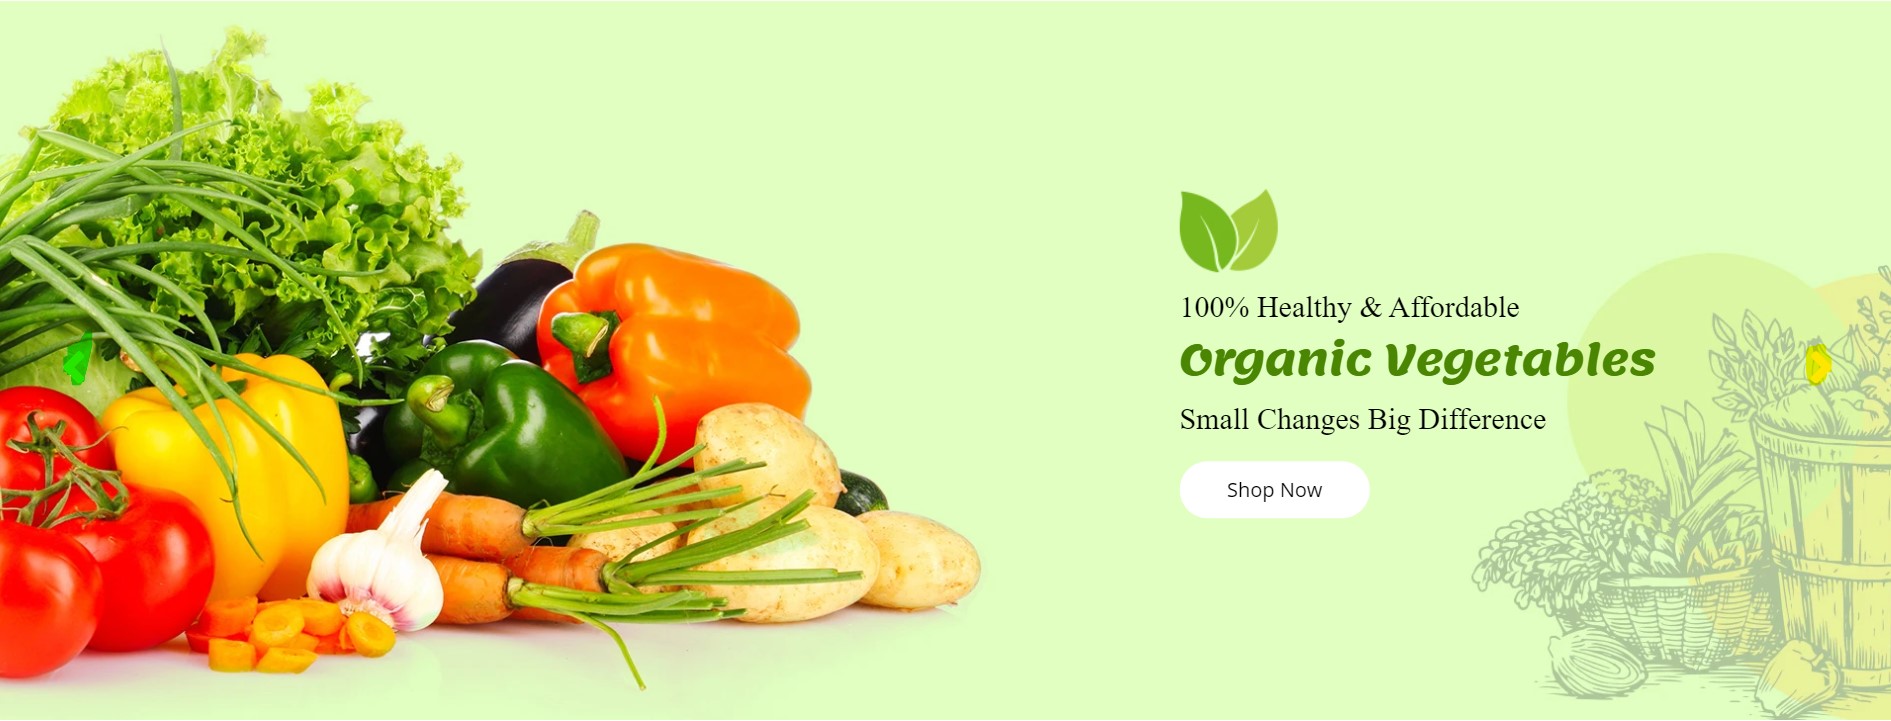 100% Healthy & Affordable
Organic Vegetables
Small Changes Big Difference
Shop Now